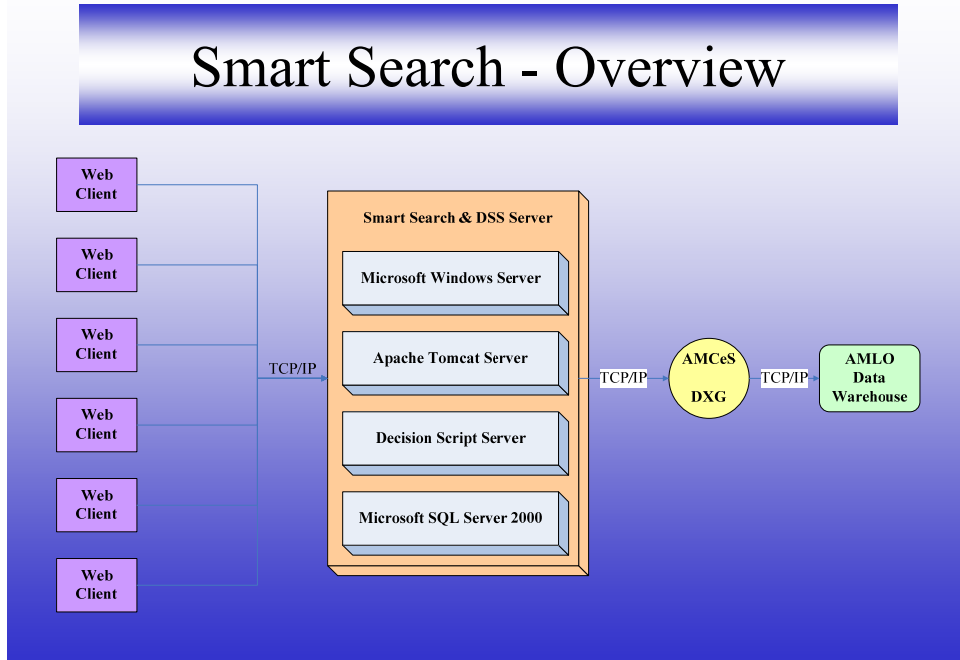 Smart Search - Overview
Web
Client
Web
Client
Web
Client
Web
Client
Web
Client
Web
Client
TCP/IP
Smart Search & DSS Server
Microsoft Windows Server
Apache Tomcat Server
Decision Script Server
Microsoft SQL Server 2000
TCP/IP
AMCeS
DXG
TCP/IP
AMLO
Data
Warehouse